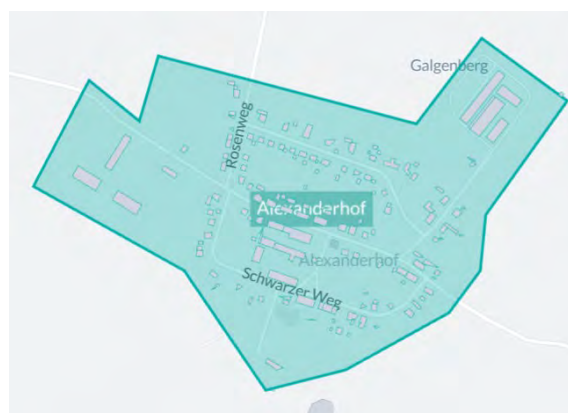 Galgenberg
Rosenweg
Alexanderhof
Alexanderhof
Schwarzer Weg